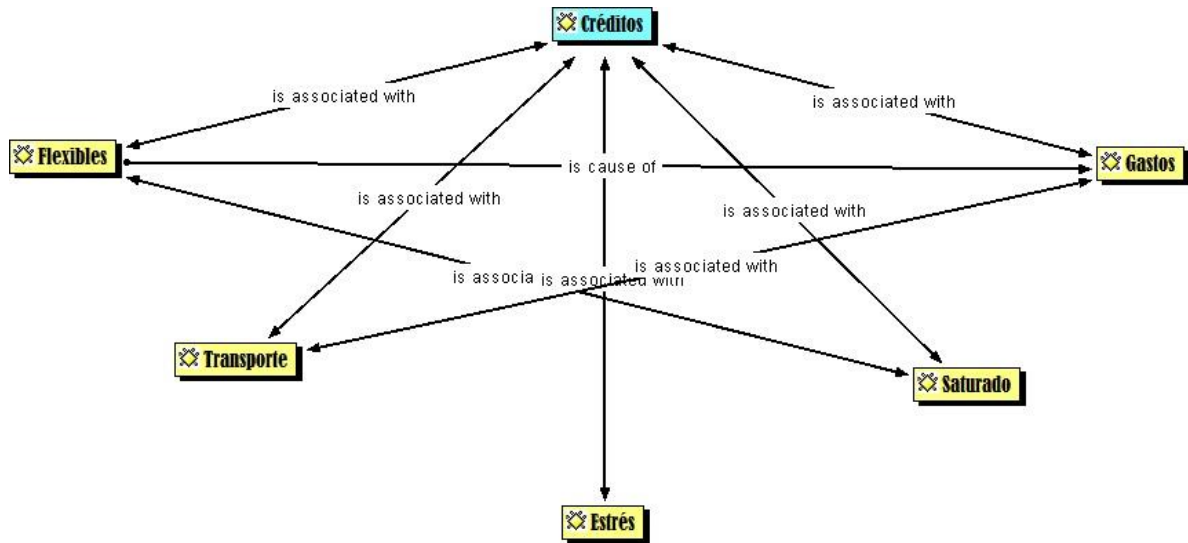 Créditos
is associated with
is associated with
Flexibles
is cause of
Gastos
is associated with
is associated with
is associated with
is associa
is associated with
Transporte
Saturado
Estrés